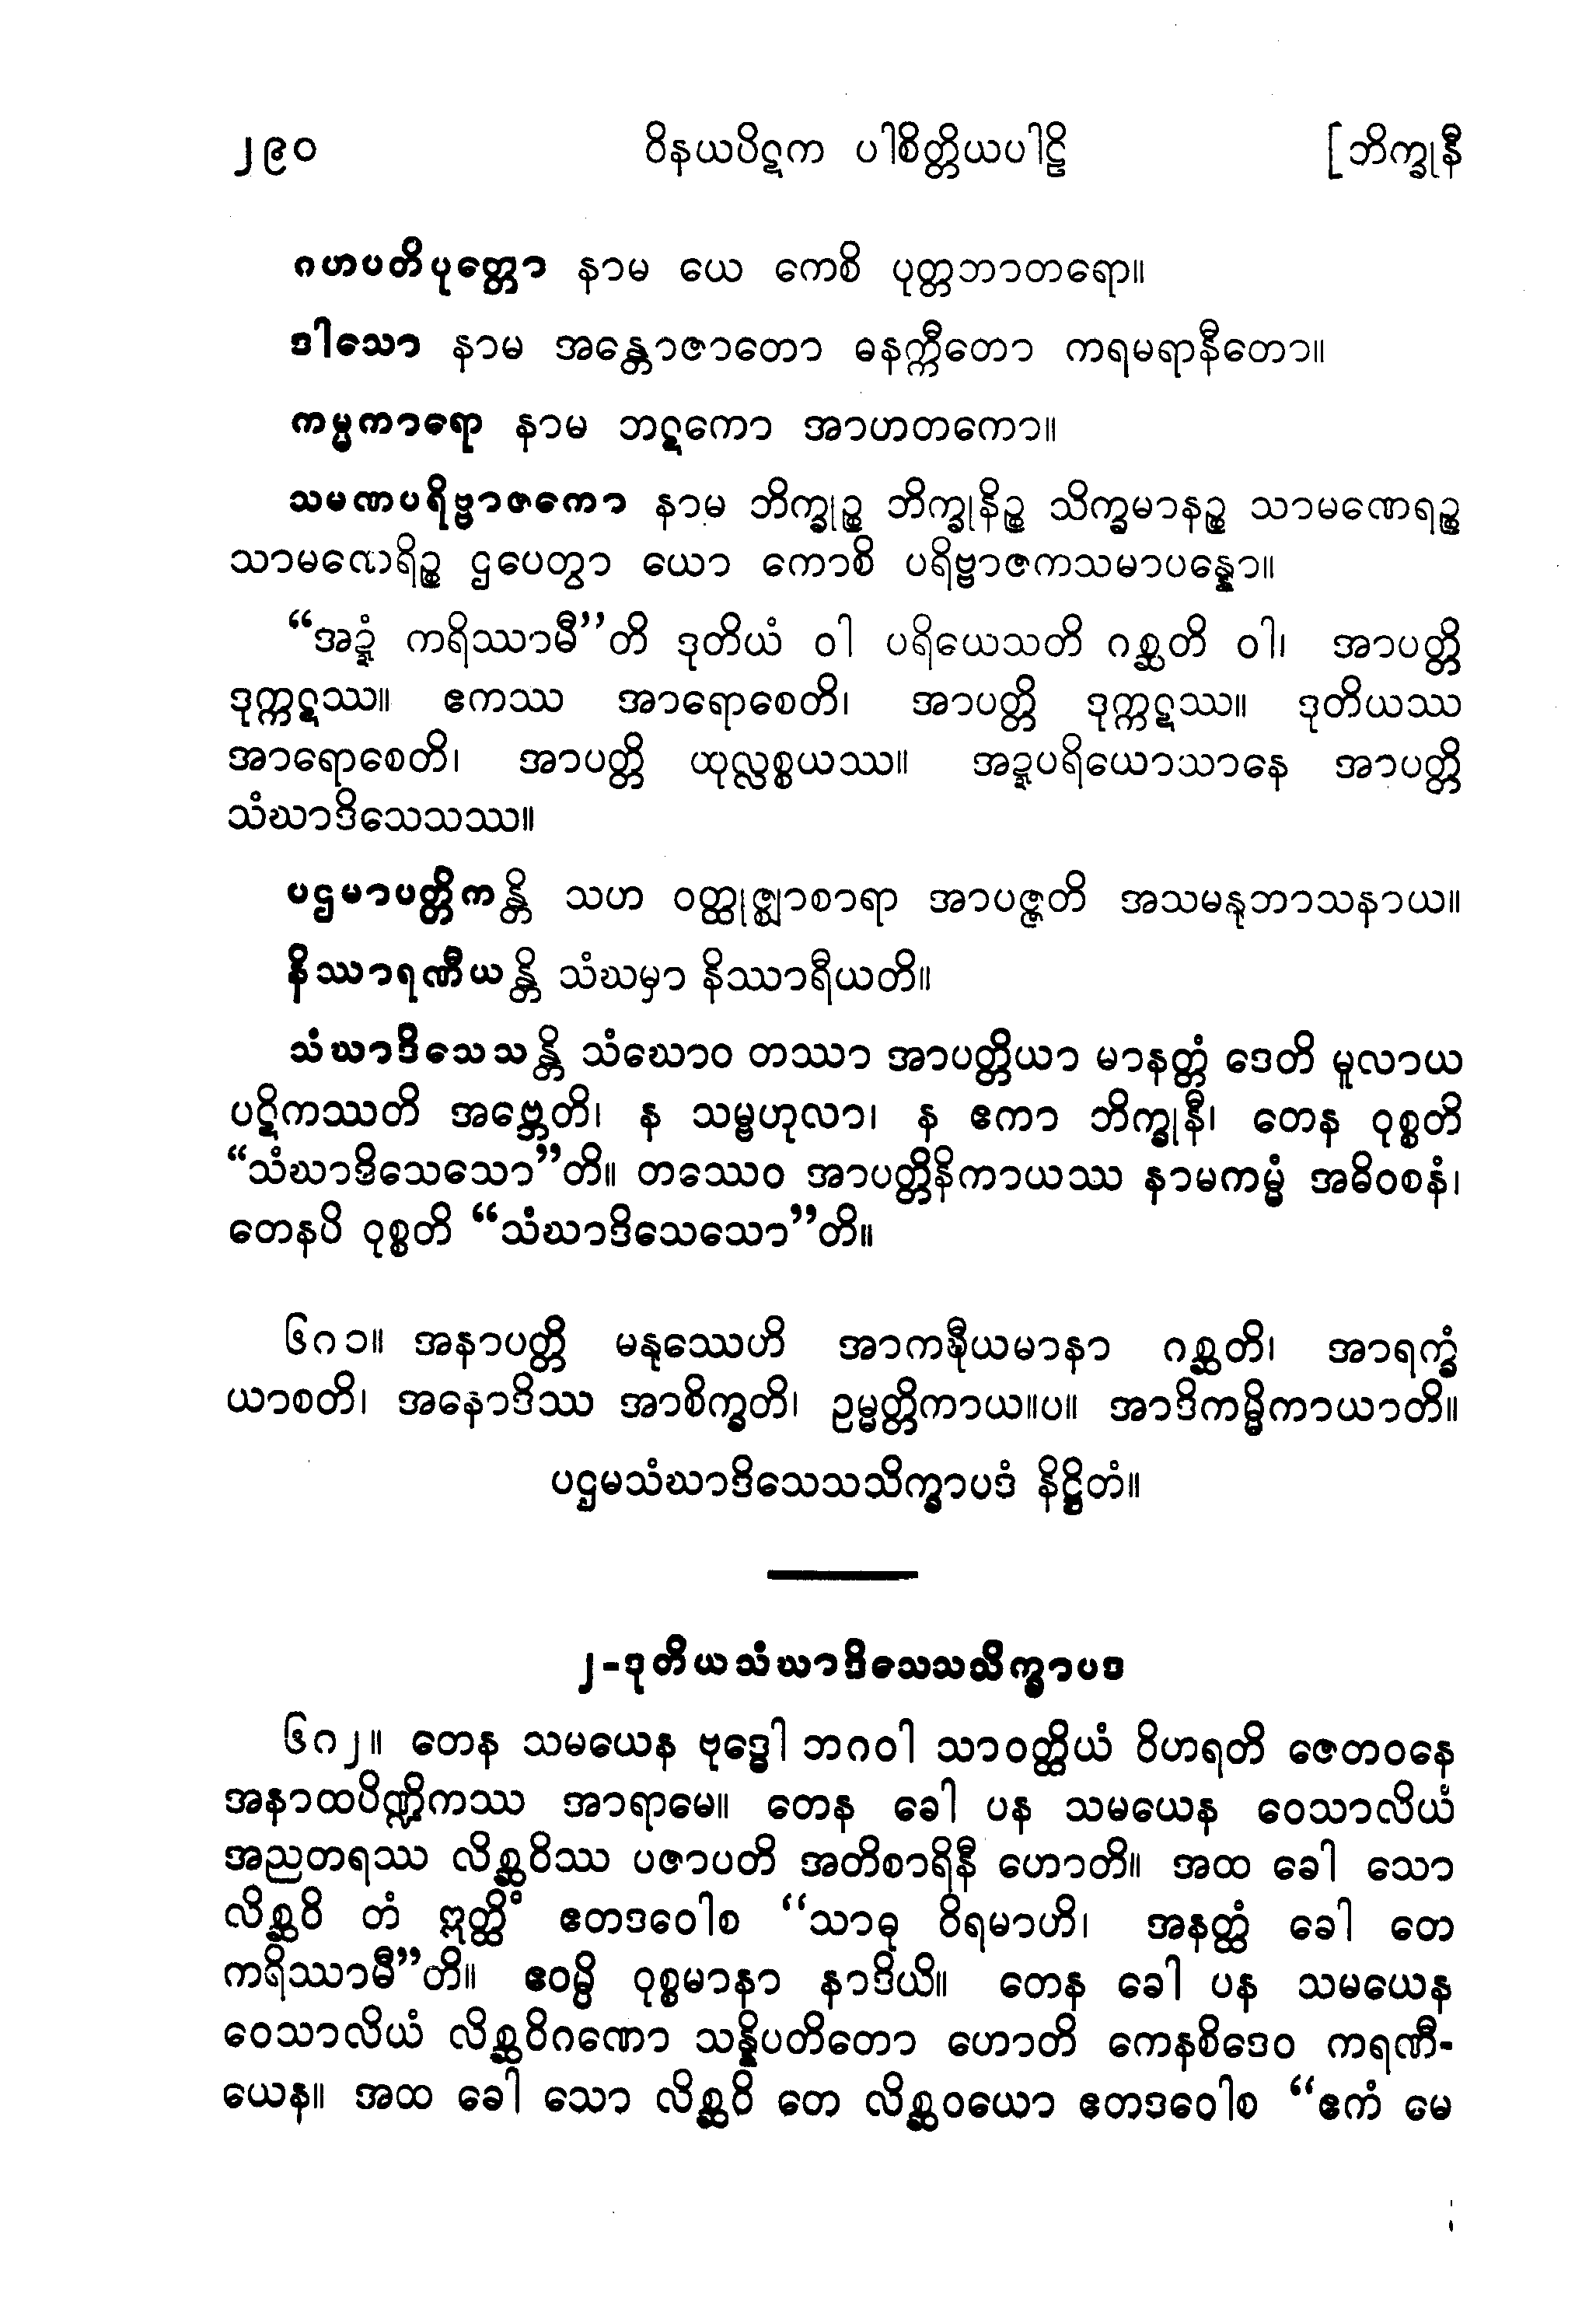 ၂၉၀ ဝိနယပိဋက ပါစိတ္တိယပါဠိ [ဘိက္ခုနီ
ဂဟပတိပုတ္တော နာမ ယေ ကေစိ ပုတ္တဘာတရော။
ဒါသော နာမ အန္တောဇာတော ဓနက္ကီတော ကရမရာနီတော။
ကမ္မကာရော နာမ ဘဋကော အာဟတကော။
သမဏပရိဗ္ဗာဇကော နာမ ဘိက္ခုဉ္စ ဘိက္ခုနိဉ္စ သိက္ခမာနဉ္စ သာမဏေရဉ္စ
သာမဏေရိဉ္စ ဌပေတွာ ယော ကောစိ ပရိဗ္ဗာဇကသမာပန္နော။
“အဍ္ဍံ ကရိဿာမီ”တိ ဒုတိယံ ဝါ ပရိယေသတိ ဂစ္ဆတိ ဝါ၊ အာပတ္တိ
ဒုက္ကဋဿ။ ဧကဿ အာရောစေတိ၊ အာပတ္တိ ဒုက္ကဋဿ။ ဒုတိယဿ
အာရောစေတိ၊ အာပတ္တိ ထုလ္လစ္စယဿ။ အဍ္ဍပရိယောသာနေ အာပတ္တိ
သံဃာဒိသေသဿ။
ပဌမာပတ္တိကန္တိ သဟ ဝတ္ထုဇ္ဈာစာရာ အာပဇ္ဇတိ အသမနုဘာသနာယ။
နိဿာရဏီယန္တိ သံဃမှာ နိဿာရီယတိ။
သံဃာဒိသေသန္တိ သံဃောဝ တဿာ အာပတ္တိယာ မာနတ္တံ ဒေတိ မူလာယ
ပဋိကဿတိ အဗ္ဘေတိ၊ န သမ္ဗဟုလာ၊ န ဧကာ ဘိက္ခုနီ၊ တေန ဝုစ္စတိ
“သံဃာဒိသေသော”တိ။ တဿေဝ အာပတ္တိနိကာယဿ နာမကမ္မံ အဓိဝစနံ၊
တေနပိ ဝုစ္စတိ “သံဃာဒိသေသော”တိ။
၆၈၁။ အနာပတ္တိ မနုဿေဟိ အာကဍ္ဎီယမာနာ ဂစ္ဆတိ၊ အာရက္ခံ
ယာစတိ၊ အနောဒိဿ အာစိက္ခတိ၊ ဥမ္မတ္တိကာယ။ပ။ အာဒိကမ္မိကာယာတိ။
ပဌမသံဃာဒိသေသသိက္ခာပဒံ နိဋ္ဌိတံ။
၂-ဒုတိယသံဃာဒိသေသသိက္ခာပဒ
၆၈၂။ တေန သမယေန ဗုဒ္ဓေါ ဘဂဝါ သာဝတ္ထိယံ ဝိဟရတိ ဇေတဝနေ
အနာထပိဏ္ဍိကဿ အာရာမေ။ တေန ခေါ ပန သမယေန ဝေသာလိယံ
အညတရဿ လိစ္ဆဝိဿ ပဇာပတိ အတိစာရိနီ ဟောတိ။ အထ ခေါ သော
လိစ္ဆဝိ တံ ဣတ္ထိံ ဧတဒဝေါစ “သာဓု ဝိရမာဟိ၊ အနတ္ထံ ခေါ တေ
ကရိဿာမီ”တိ။ ဧဝမ္ပိ ဝုစ္စမာနာ နာဒိယိ။ တေန ခေါ ပန သမယေန
ဝေသာလိယံ လိစ္ဆဝိဂဏော သန္နိပတိတော ဟောတိ ကေနစိဒေဝ ကရဏီ-
ယေန။ အထ ခေါ သော လိစ္ဆဝိ တေ လိစ္ဆဝယော ဧတဒဝေါစ “ဧကံ မေ